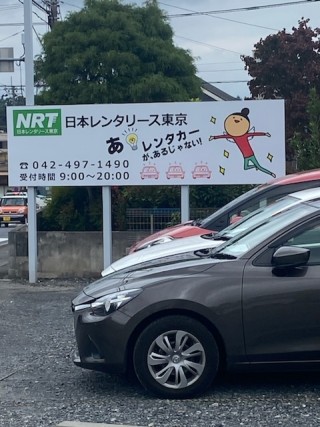 NRT
日本レンタリース東京
日本レンタリース東京
あ
レンタカー
が、あるじゃない!
☎042-497-1490
受付時間 9:00〜20:00